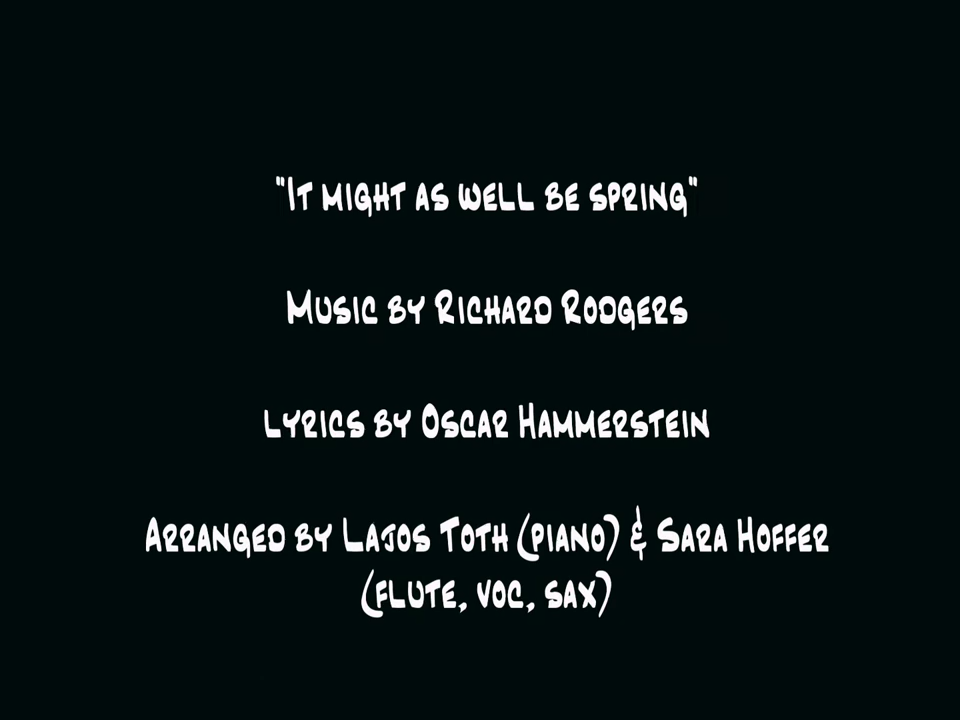 "It might as well be spring"
Music by Richard Rodgers
lyrics by Oscar Hammerstein
Arranged by Lajos Toth (piano) & Sara Hoffer
(flute, voc, sax)